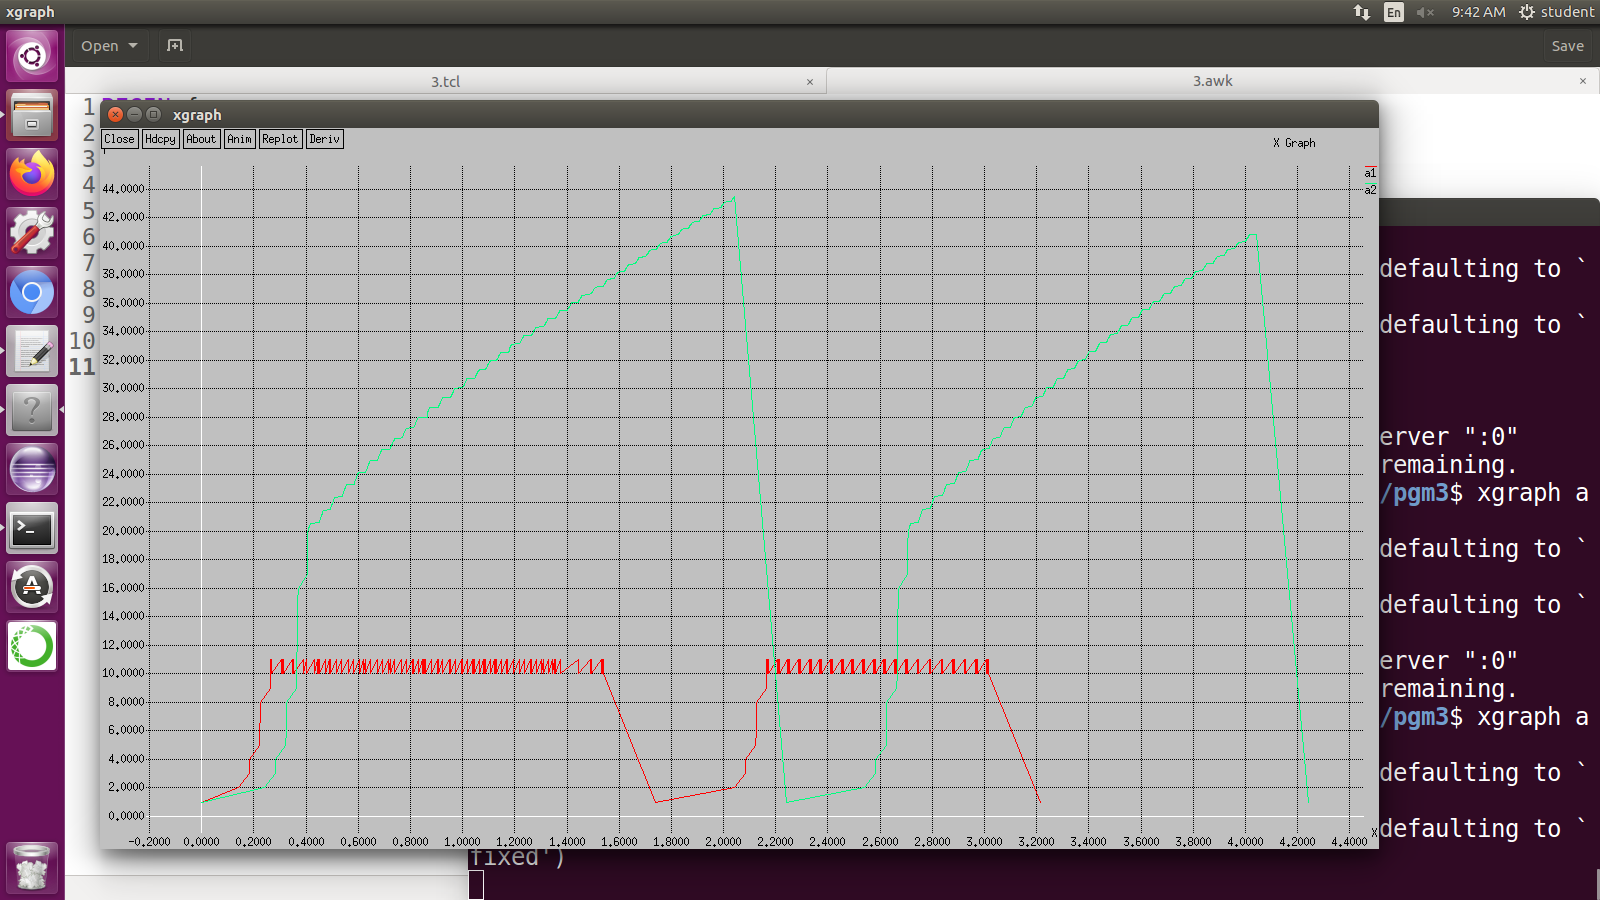 xgraph
En
9:42 AM
student
Open
Save
3.tcl
×
3.awk
×
1
2
3
4
5
6
7
8
9
10
11
xgraph
Close
Hdcpy
About
Anim
Replot
Deriv
X Graph
a1
a2
44.0000
42.0000
40.0000
38.0000
36.0000
34.0000
32.0000
30.0000
28.0000
26.0000
24.0000
22.0000
20.0000
18.0000
16.0000
14.0000
12.0000
10.0000
8.0000
6.0000
4.0000
2.0000
0.0000
X
-0.2000 0.0000 0.2000 0.4000 0.6000 0.8000 1.0000 1.2000 1.4000 1.6000 1.8000 2.0000 2.2000 2.4000 2.6000 2.8000 3.0000 3.2000 3.4000 3.6000 3.8000 4.0000 4.2000 4.4000
defaulting to `
defaulting to `
erver ":0"
remaining.
/pgm3$ xgraph a
defaulting to `
defaulting to `
erver ":0"
remaining.
/pgm3$ xgraph a
defaulting to `
defaulting to `
fixed')